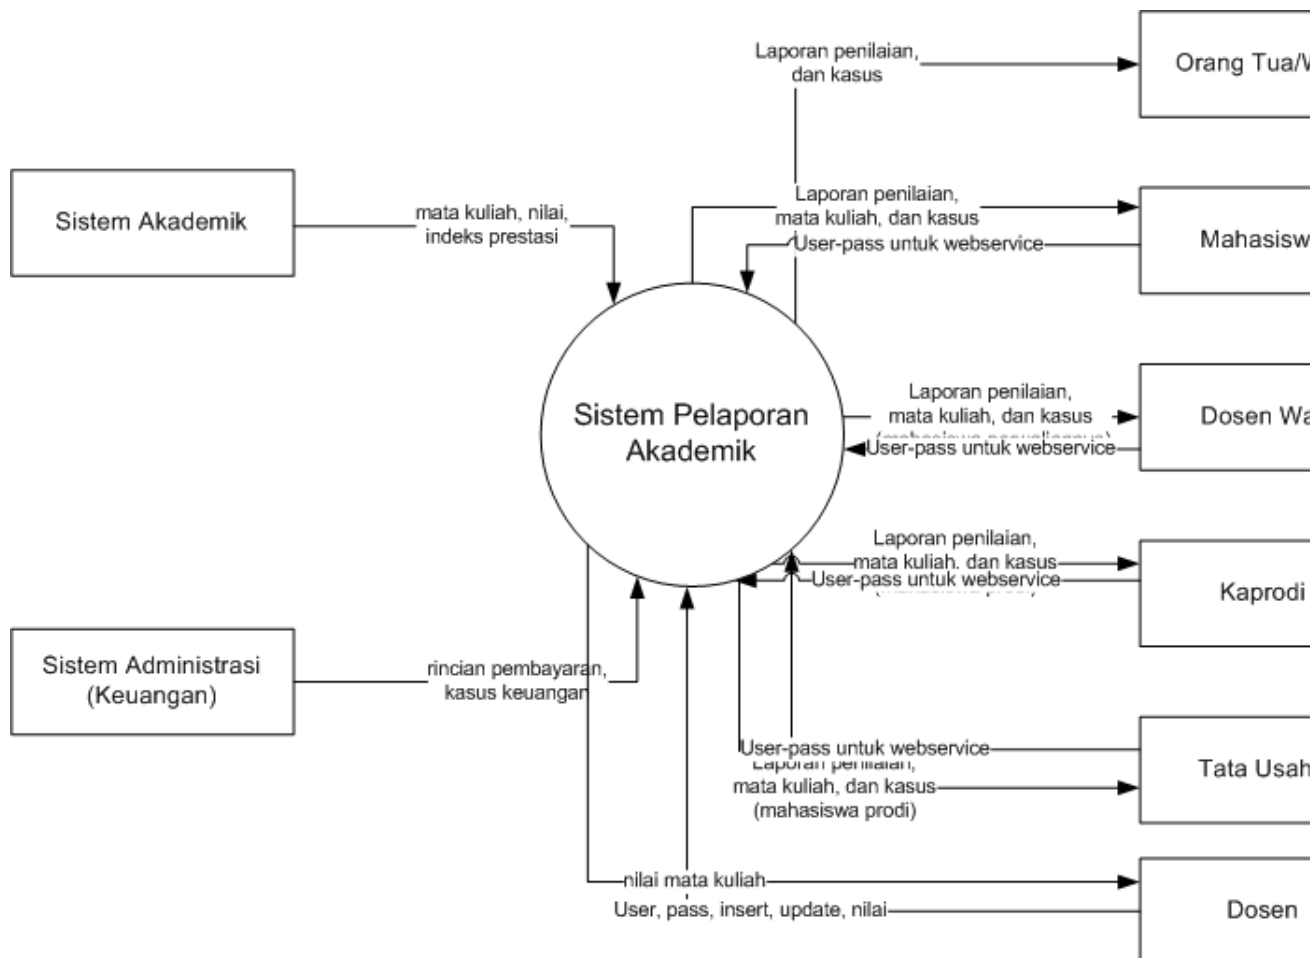 Laporan penilaian,
dan kasus
Orang Tua/W
Sistem Akademik
mata kuliah, nilai,
indeks prestasi
Laporan penilaian,
mata kuliah, dan kasus
User-pass untuk webservice
Mahasisw
Sistem Pelaporan
Akademik
Laporan penilaian,
mata kuliah, dan kasus
User-pass untuk webservice
Dosen Wa
Laporan penilaian,
mata kuliah, dan kasus
User-pass untuk webservice
Kaprodi
Sistem Administrasi
(Keuangan)
rincian pembayaran,
kasus keuangan
User-pass untuk webservice
Laporan penilaian,
mata kuliah, dan kasus
(mahasiswa prodi)
Tata Usah
nilai mata kuliah
User, pass, insert, update, nilai
Dosen